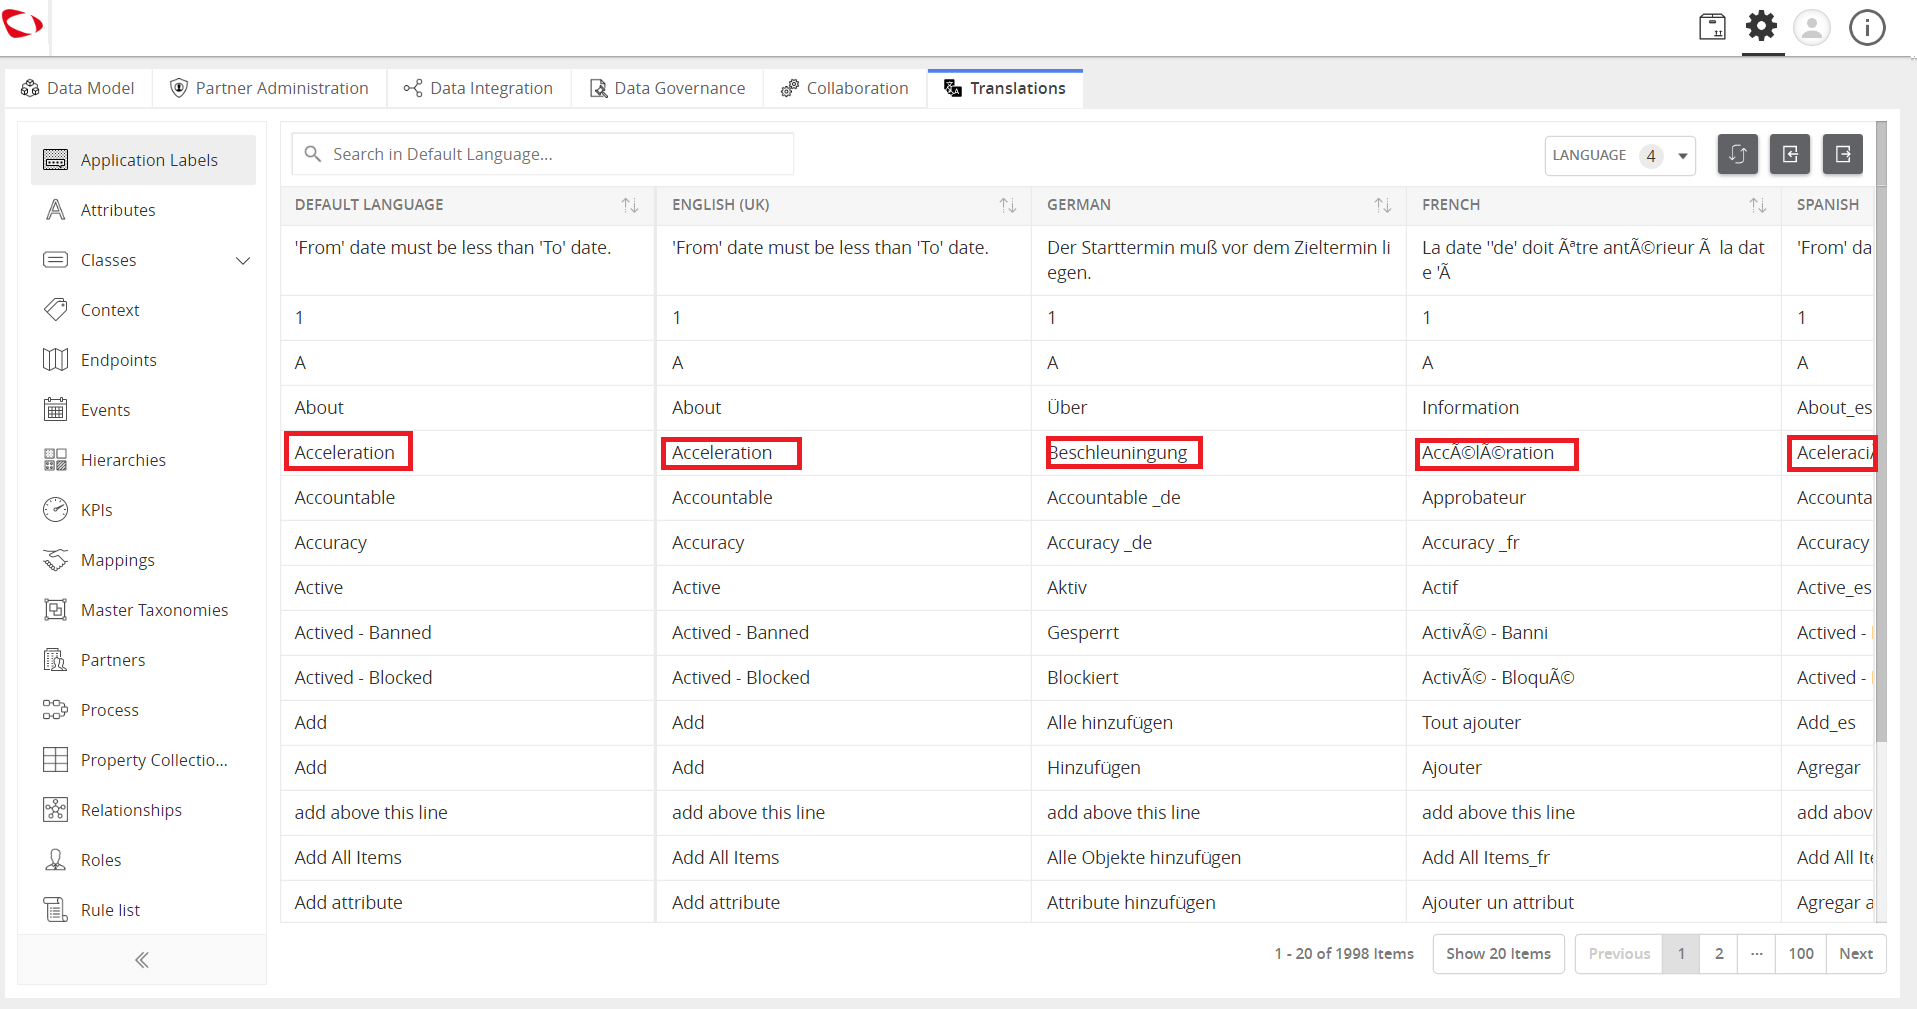 Data Model
Partner Administration
Data Integration
Data Governance
Collaboration
Translations
Application Labels
Attributes
Classes
Context
Endpoints
Events
Hierarchies
KPIs
Mappings
Master Taxonomies
Partners
Process
Property Collectio...
Relationships
Roles
Rule list
Search in Default Language...
LANGUAGE 4
DEFAULT LANGUAGE ENGLISH (UK) GERMAN FRENCH SPANISH
'From' date must be less than 'To' date. 'From' date must be less than 'To' date. Der Starttermin muß vor dem Zieltermin li La date "de' doit Ãªtre antÃ©rieur Ã  la dat 'From' da
egen. e 'Ã
1 1 1 1 1
A A A A A
About About Über Information About_es
Acceleration Acceleration Beschleuningung AccÃ©lÃ©ration AceleraciÃ
Accountable Accountable Accountable _de Approbateur Accounta
Accuracy Accuracy Accuracy _de Accuracy _fr Accuracy
Active Active Aktiv Actif Active_es
Actived - Banned Actived - Banned Gesperrt ActivÃ© - Banni Actived -
Actived - Blocked Actived - Blocked Blockiert ActivÃ© - BloquÃ© Actived -
Add Add Alle hinzufügen Tout ajouter Add_es
Add Add Hinzufügen Ajouter Agregar
add above this line add above this line add above this line add above this line add abov
Add All Items Add All Items Alle Objekte hinzufügen Add All Items_fr Add All Ite
Add attribute Add attribute Attribute hinzufügen Ajouter un attribut Agregar a
1 - 20 of 1998 Items Show 20 Items Previous 1 2 ... 100 Next